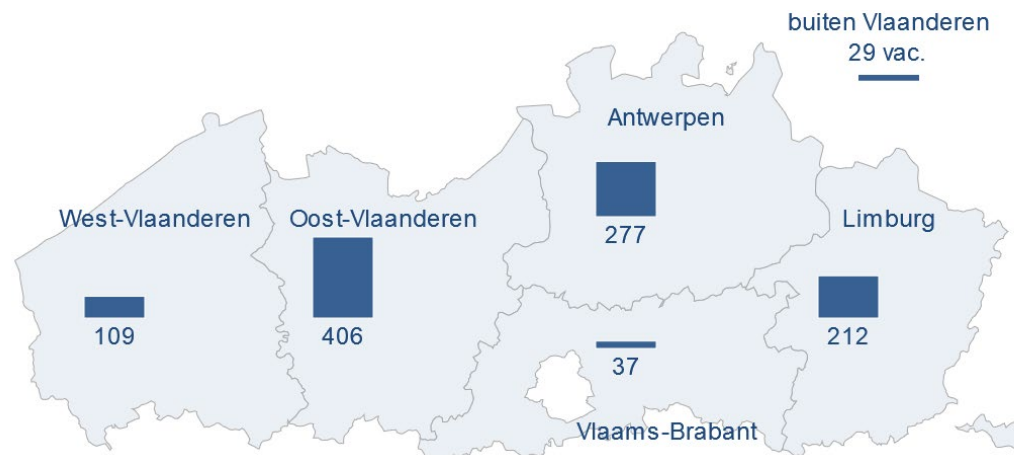 buiten Vlaanderen
29 vac.
Antwerpen
277
West-Vlaanderen
109
Oost-Vlaanderen
406
Limburg
212
37
Vlaams-Brabant